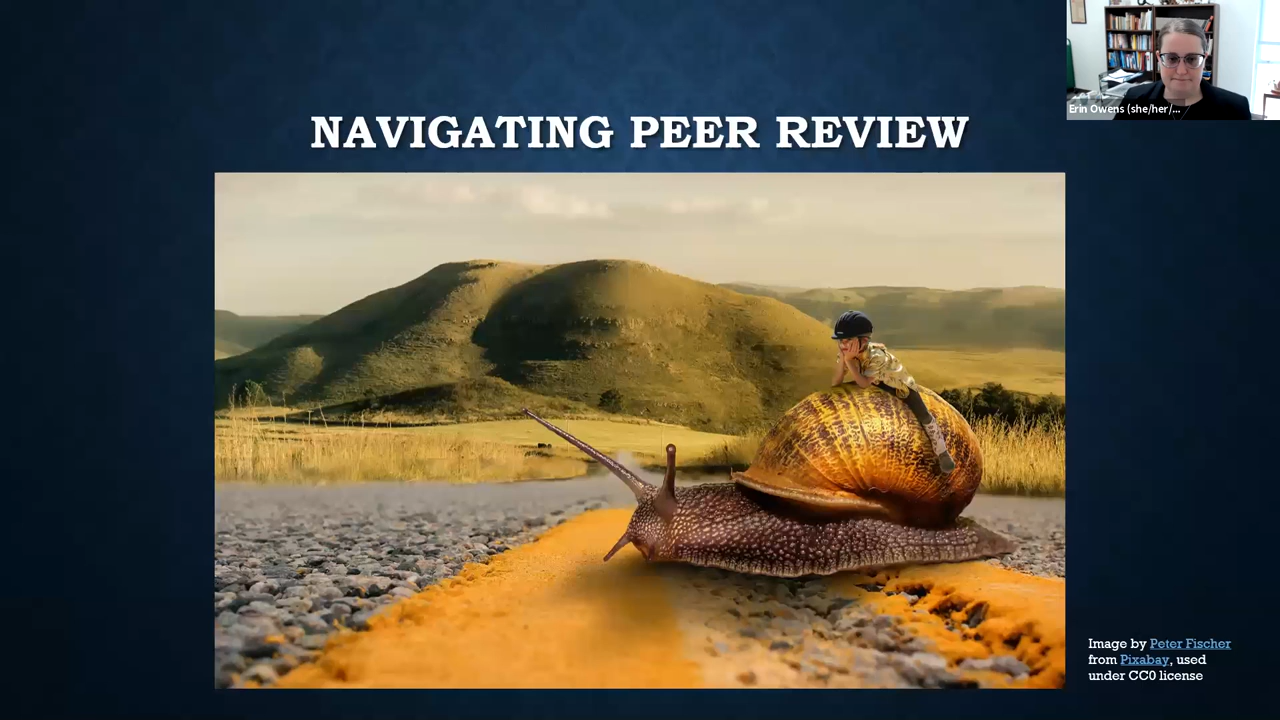 Erin Owens (she/her/...
NAVIGATING PEER REVIEW
Image by Peter Fischer
from Pixabay, used
under CC0 license